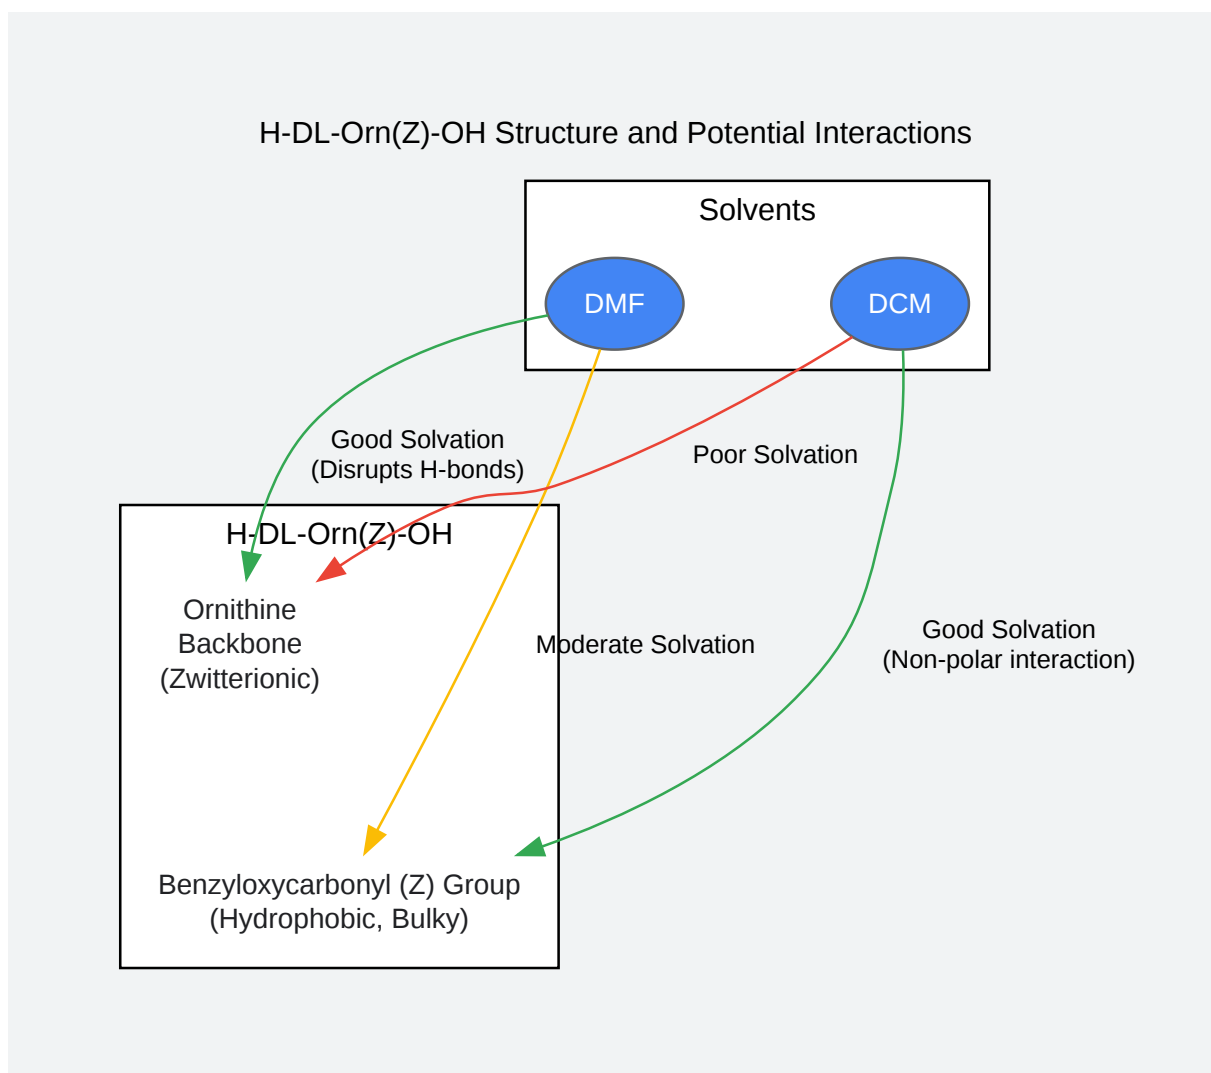 H-DL-Orn(Z)-OH Structure and Potential Interactions
Solvents
DMF
DCM
Good Solvation
(Disrupts H-bonds)
Poor Solvation
H-DL-Orn(Z)-OH
Ornithine
Backbone
(Zwitterionic)
Moderate Solvation
Good Solvation
(Non-polar interaction)
Benzyloxycarbonyl (Z) Group
(Hydrophobic, Bulky)